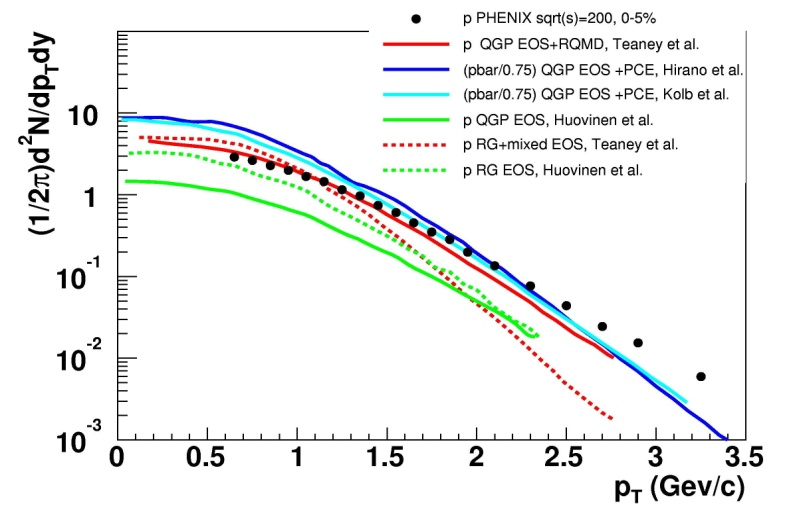 p PHENIX sqrt(s)=200, 0-5%
p QGP EOS+RQMD, Teaney et al.
(pbar/0.75) QGP EOS +PCE, Hirano et al.
(pbar/0.75) QGP EOS +PCE, Kolb et al.
p QGP EOS, Huovinen et al.
p RG+mixed EOS, Teaney et al.
p RG EOS, Huovinen et al.
(1/2π)d²N/dp_Tdy
10
1
10⁻¹
10⁻²
10⁻³
0 0.5 1 1.5 2 2.5 3 3.5
p_T (Gev/c)